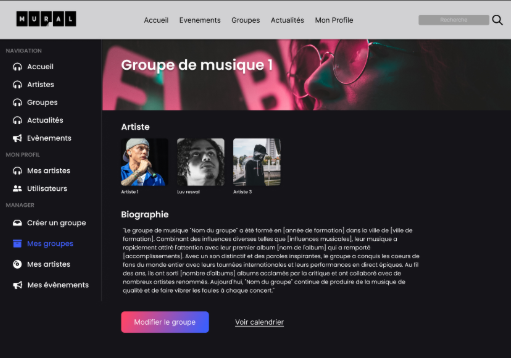 MURAL
Accueil Evenements Groupes Actualités Mon Profile
Recherche
NAVIGATION
Accueil
Artistes
Groupes
Actualités
Evènements
MON PROFIL
Mes artistes
Utilisateurs
MANAGER
Créer un groupe
Mes groupes
Mes artistes
Mes évènements
Groupe de musique 1
Artiste
Artiste 1
Luv resval
Artiste 3
Biographie
"Le groupe de musique "Nom du groupe" a été formé en [année de formation] dans la ville de [ville de
formation]. Combinant des influences diverses telles que [influences musicales], leur musique a
rapidement attiré l'attention avec leur premier album [nom de l'album] qui a remporté
[accomplissements]. Avec un son distinctif et des paroles inspirantes, le groupe a conquis les coeurs de
fans du monde entier avec leurs tournées internationales et leurs performances en direct épiques. Au fil
des ans, ils ont sorti [nombre d'albums] albums acclamés par la critique et ont collaboré avec de
nombreux artistes renommés. Aujourd'hui, "Nom du groupe" continue de produire de la musique de
qualité et de faire vibrer les foules à chaque concert."
Modifier le groupe
Voir calendrier